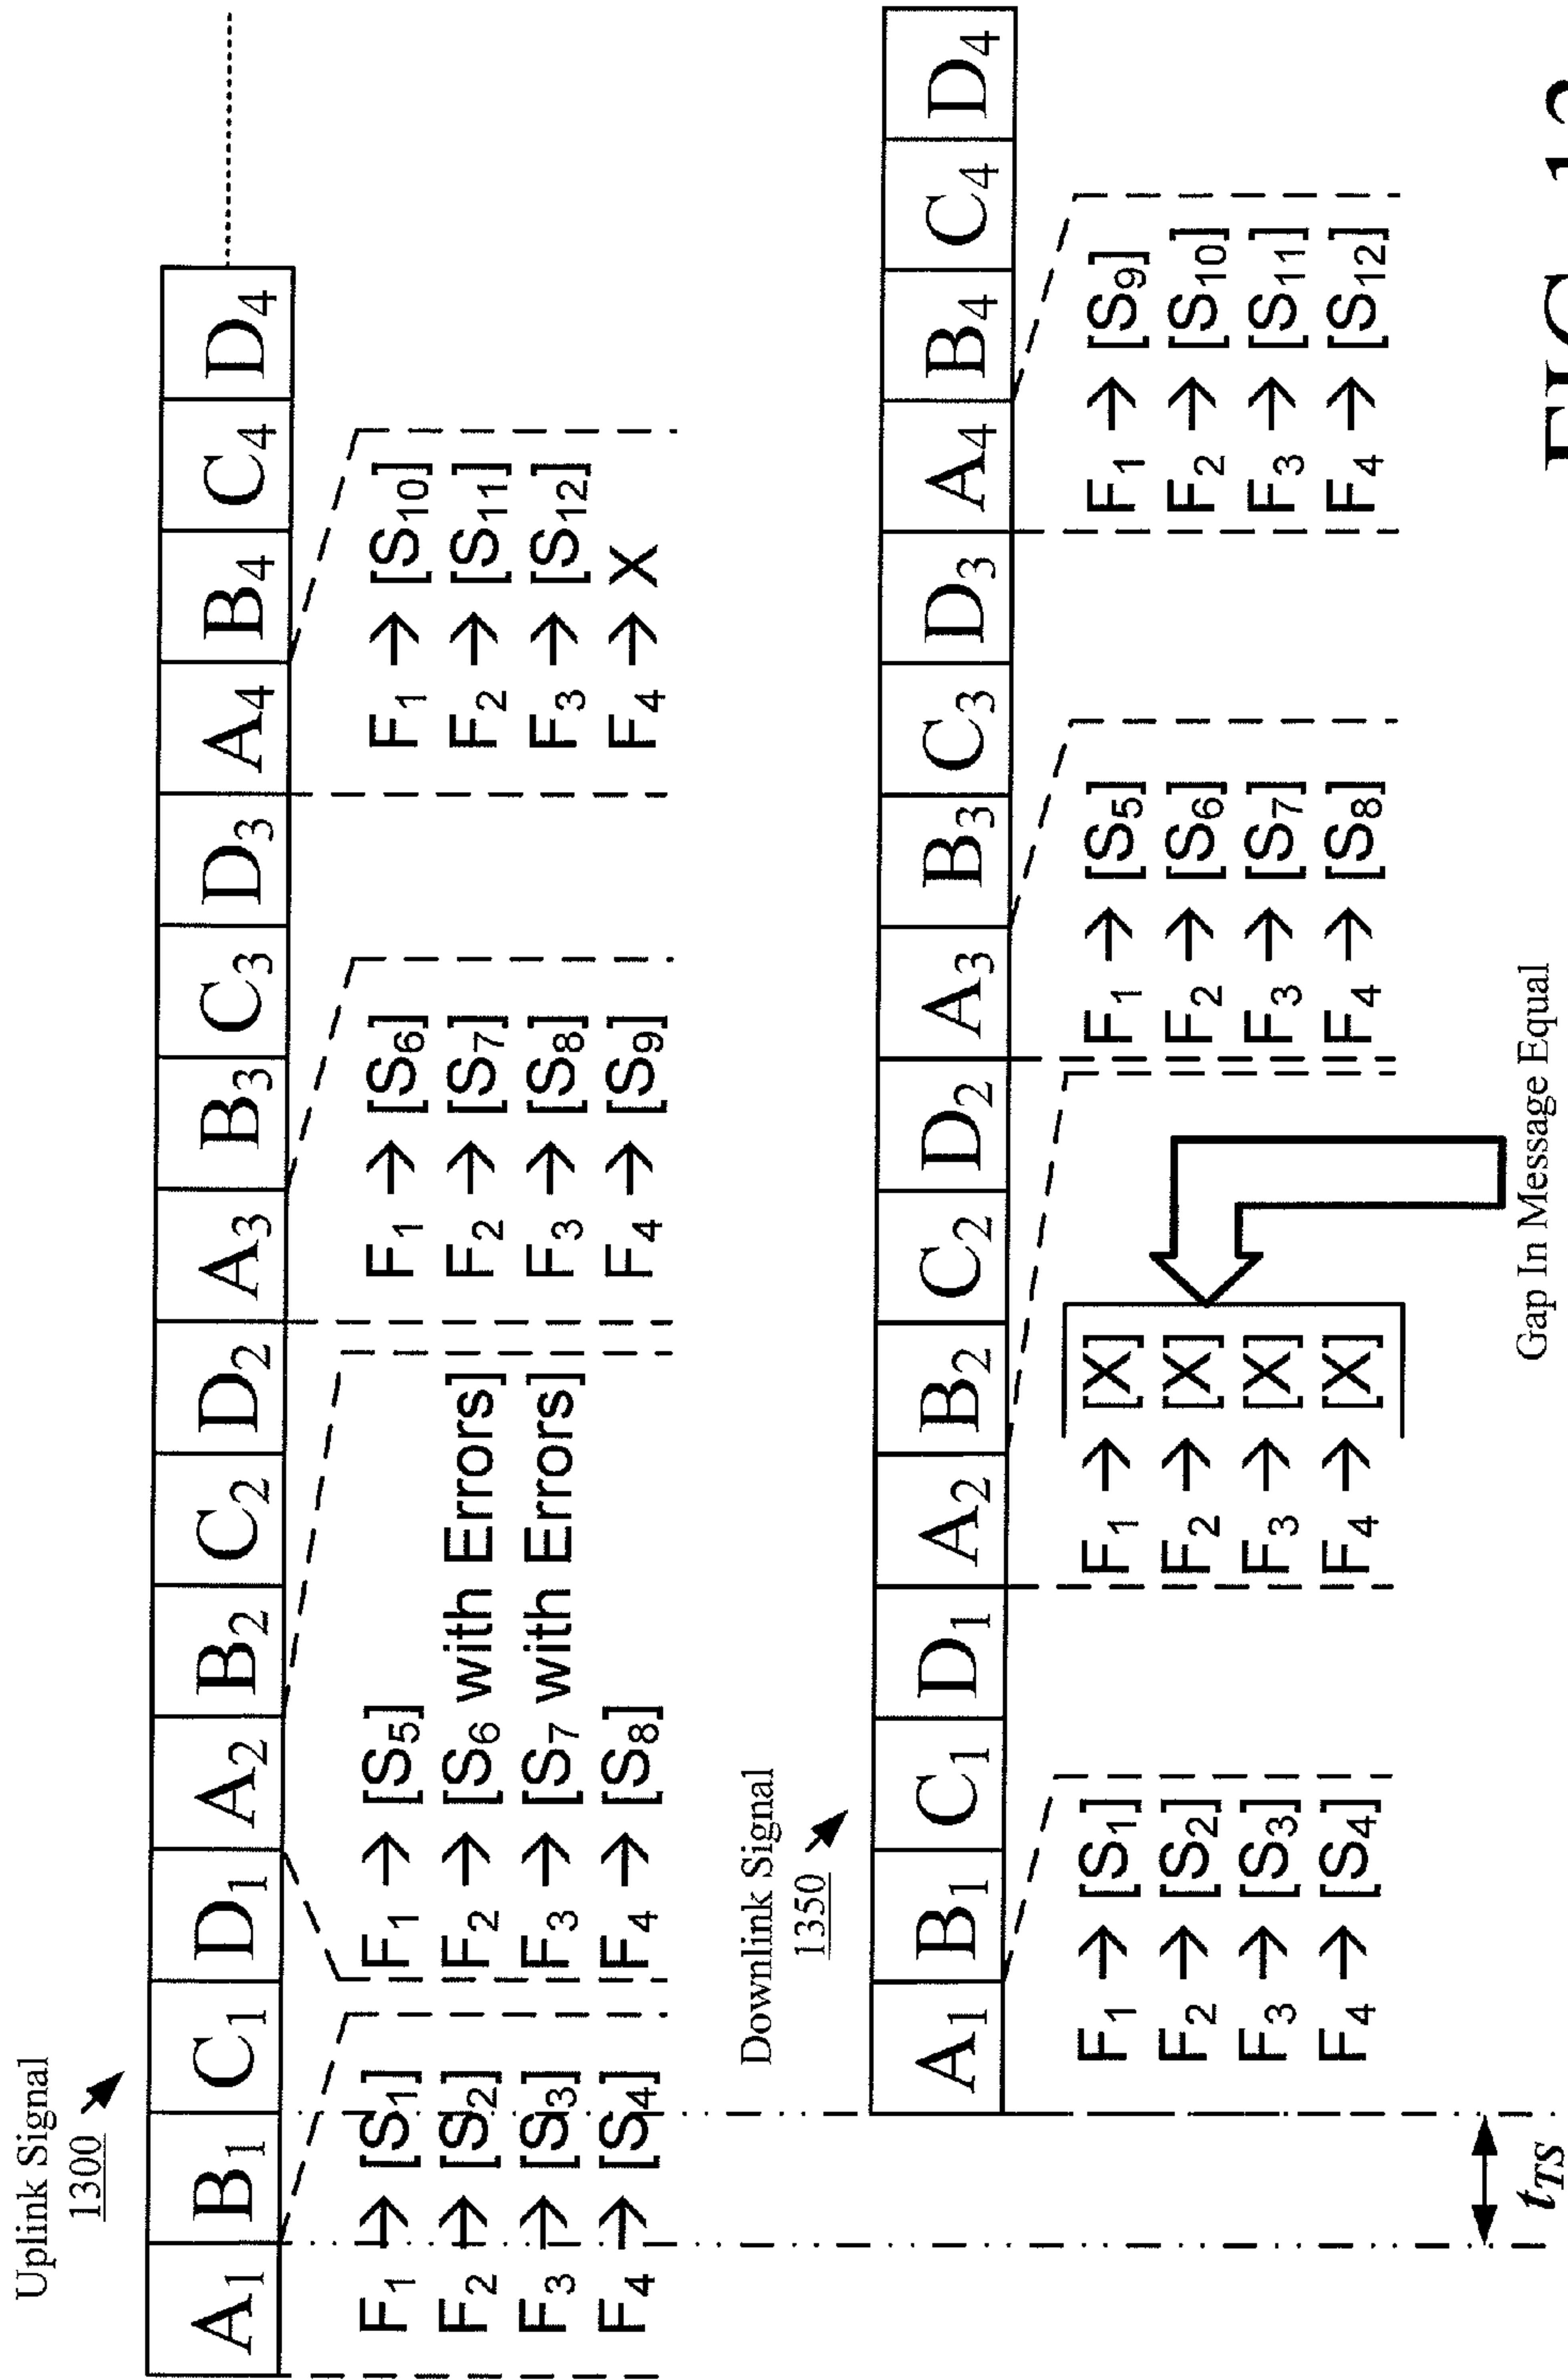 Uplink Signal
1300
A1 B1 C1 D1 A2 B2 C2 D2 A3 B3 C3 D3 A4 B4 C4 D4
F1 → [S1]
F2 → [S2]
F3 → [S3]
F4 → [S4]
F1 → [S5]
F2 → [S6 with Errors]
F3 → [S7 with Errors]
F4 → [S8]
F1 → [S6]
F2 → [S7]
F3 → [S8]
F4 → [S9]
F1 → [S10]
F2 → [S11]
F3 → [S12]
F4 → X
Downlink Signal
1350
A1 B1 C1 D1 A2 B2 C2 D2 A3 B3 C3 D3 A4 B4 C4 D4
F1 → [S1]
F2 → [S2]
F3 → [S3]
F4 → [S4]
F1 → [X]
F2 → [X]
F3 → [X]
F4 → [X]
F1 → [S5]
F2 → [S6]
F3 → [S7]
F4 → [S8]
F1 → [S9]
F2 → [S10]
F3 → [S11]
F4 → [S12]
tTS
Gap In Message Equal